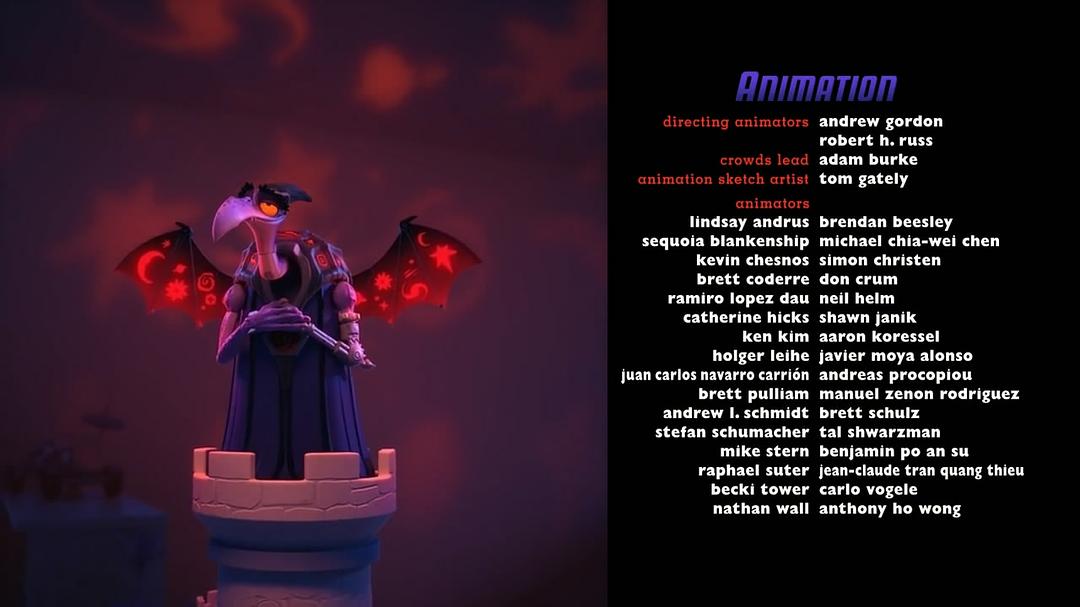 Animation
directing animators andrew gordon
robert h. russ
crowds lead adam burke
animation sketch artist tom gately
animators
lindsay andrus brendan beesley
sequoia blankenship michael chia-wei chen
kevin chesnos simon christen
brett coderre don crum
ramiro lopez dau neil helm
catherine hicks shawn janik
ken kim aaron koressel
holger leihe javier moya alonso
juan carlos navarro carrión andreas procopiou
brett pulliam manuel zenon rodriguez
andrew l. schmidt brett schulz
stefan schumacher tal shwarzman
mike stern benjamin po an su
raphael suter jean-claude tran quang thieu
becki tower carlo vogele
nathan wall anthony ho wong